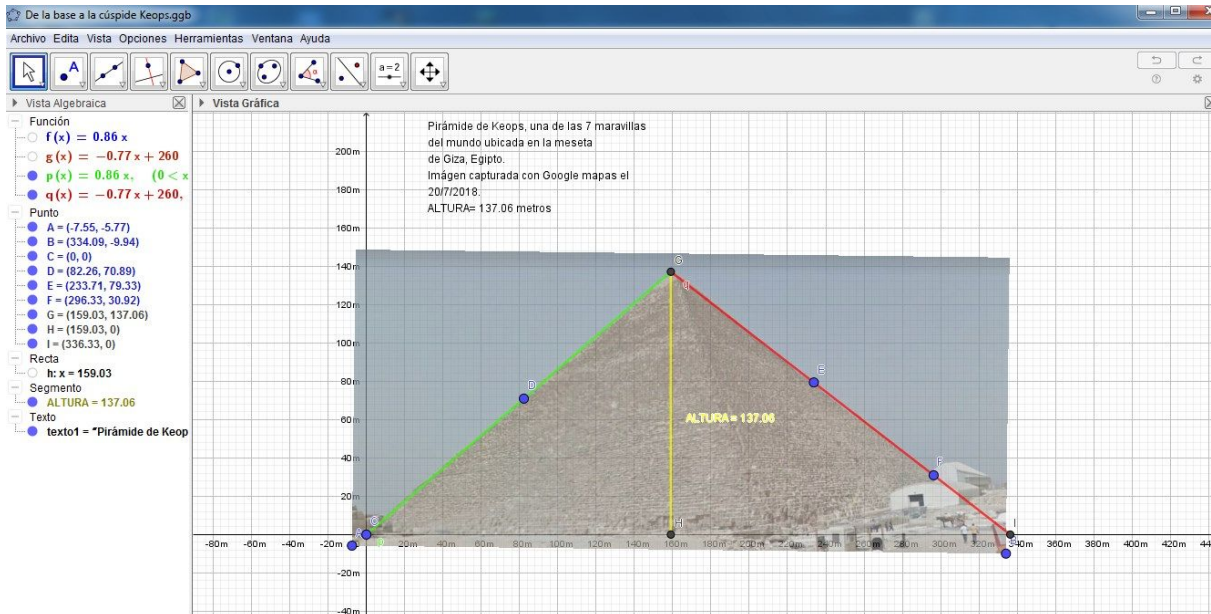 De la base a la cúspide Keops.ggb
Archivo Edita Vista Opciones Herramientas Ventana Ayuda
A
α
a=2
Vista Algebraica
Función
f(x) = 0.86 x
g(x) = −0.77 x + 260
p(x) = 0.86 x, (0 < x
q(x) = −0.77 x + 260,
Punto
A = (-7.55, -5.77)
B = (334.09, -9.94)
C = (0, 0)
D = (82.26, 70.89)
E = (233.71, 79.33)
F = (296.33, 30.92)
G = (159.03, 137.06)
H = (159.03, 0)
I = (336.33, 0)
Recta
h: x = 159.03
Segmento
ALTURA = 137.06
Texto
texto1 = "Pirámide de Keop
Vista Gráfica
Pirámide de Keops, una de las 7 maravillas
del mundo ubicada en la meseta
de Giza, Egipto.
Imágen capturada con Google mapas el
20/7/2018.
ALTURA= 137.06 metros
200m
180m
160m
140m
120m
100m
80m
60m
40m
20m
-20m
-40m
G
q
D
E
ALTURA = 137.06
F
C
H
I
-80m -60m -40m -20m 20m 40m 60m 80m 100m 120m 140m 160m 180m 200m 220m 240m 260m 280m 300m 320m 340m 360m 380m 400m 420m